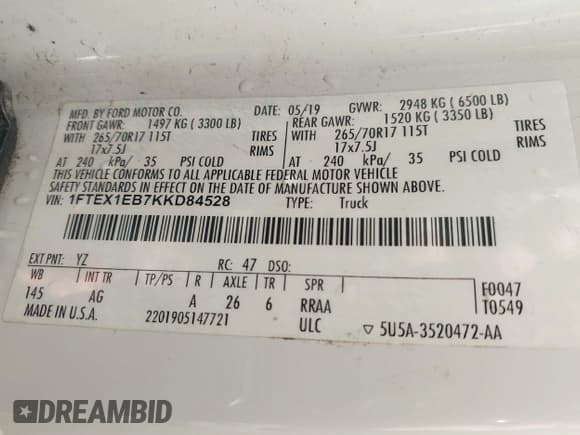 MFD. BY FORD MOTOR CO. DATE: 05/19 GVWR: 2948 KG ( 6500 LB)
FRONT GAWR: 1497 KG ( 3300 LB) REAR GAWR: 1520 KG ( 3350 LB)
WITH 265/70R17 115T TIRES WITH 265/70R17 115T TIRES
17x7.5J RIMS 17x7.5J RIMS
AT 240 kPa/ 35 PSI COLD AT 240 kPa/ 35 PSI COLD
THIS VEHICLE CONFORMS TO ALL APPLICABLE FEDERAL MOTOR VEHICLE
SAFETY STANDARDS IN EFFECT ON THE DATE OF MANUFACTURE SHOWN ABOVE.
VIN: 1FTEX1EB7KKD84528 TYPE: Truck
EXT PNT: YZ RC: 47 DSO:
WB INT TR TP/PS R AXLE TR SPR
145 AG A 26 6 RRAA
F0047
T0549
MADE IN U.S.A. 2201905147721 ULC ▽ 5U5A-3520472-AA
DREAMBID